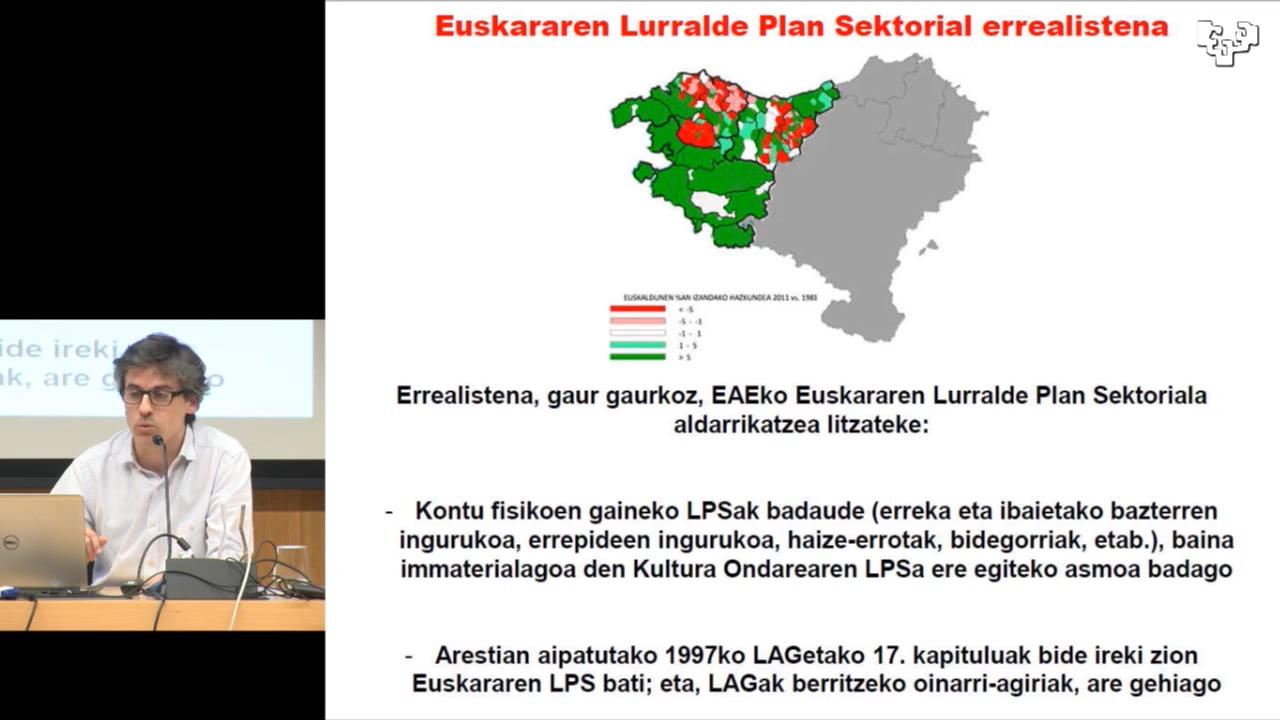 Euskararen Lurralde Plan Sektorial errealistena
EUSKALDUNEN %AN IZANDAKO HAZKUNDEA 2011 vs. 1981
< -5
-5 - -1
-1 - 1
1 - 5
> 5
Errealistena, gaur gaurkoz, EAEko Euskararen Lurralde Plan Sektoriala
aldarrikatzea litzateke:
- Kontu fisikoen gaineko LPSak badaude (erreka eta ibaietako bazterren
ingurukoa, errepideen ingurukoa, haize-errotak, bidegorriak, etab.), baina
immaterialagoa den Kultura Ondarearen LPSa ere egiteko asmoa badago
- Arestian aipatutako 1997ko LAGetako 17. kapituluak bide ireki zion
Euskararen LPS bati; eta, LAGak berritzeko oinarri-agiriak, are gehiago
bide ireki
DELL